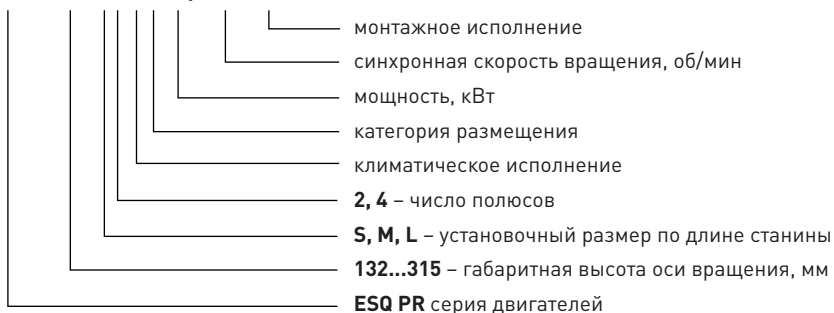 монтажное исполнение
синхронная скорость вращения, об/мин
мощность, кВт
категория размещения
климатическое исполнение
2, 4 – число полюсов
S, M, L – установочный размер по длине станины
132...315 – габаритная высота оси вращения, мм
ESQ PR серия двигателей